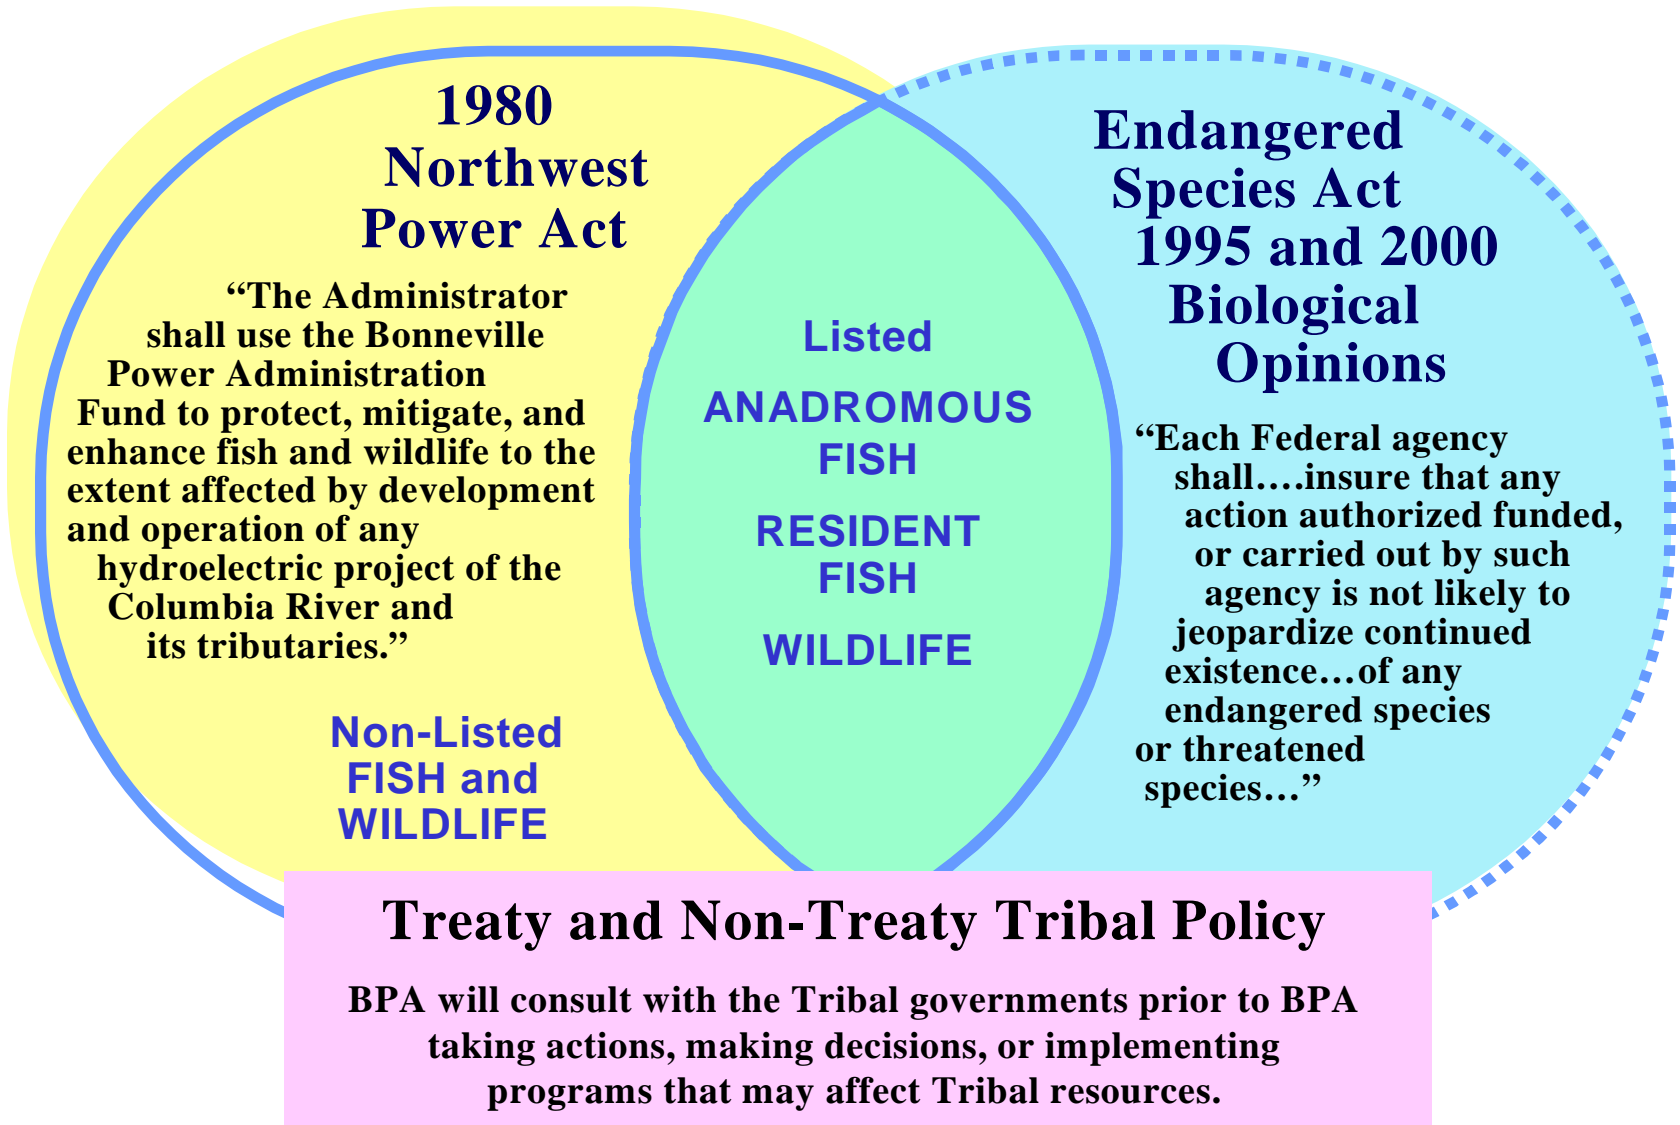 1980
Northwest
Power Act
“The Administrator
shall use the Bonneville
Power Administration
Fund to protect, mitigate, and
enhance fish and wildlife to the
extent affected by development
and operation of any
hydroelectric project of the
Columbia River and
its tributaries.”
Non-Listed
FISH and
WILDLIFE
Listed
ANADROMOUS
FISH
RESIDENT
FISH
WILDLIFE
Endangered
Species Act
1995 and 2000
Biological
Opinions
“Each Federal agency
shall….insure that any
action authorized funded,
or carried out by such
agency is not likely to
jeopardize continued
existence…of any
endangered species
or threatened
species…”
Treaty and Non-Treaty Tribal Policy
BPA will consult with the Tribal governments prior to BPA
taking actions, making decisions, or implementing
programs that may affect Tribal resources.